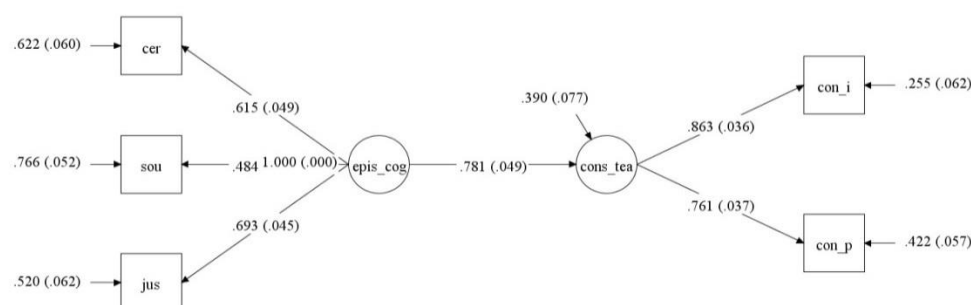 .622 (.060)
cer
.615 (.049)
.766 (.052)
sou
.484
1.000 (.000)
epis_cog
.693 (.045)
.520 (.062)
jus
.781 (.049)
.390 (.077)
cons_tea
.863 (.036)
con_i
.255 (.062)
.761 (.037)
con_p
.422 (.057)